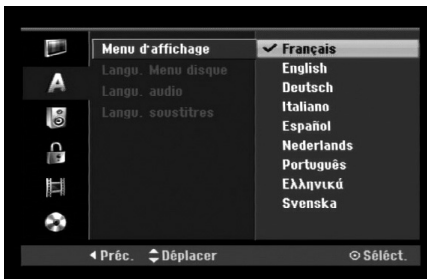 Menu d'affichage
Langu. Menu disque
Langu. audio
Langu. soustitres
Français
English
Deutsch
Italiano
Español
Nederlands
Português
Ελληνικά
Svenska
A
Préc. Déplacer Séléct.